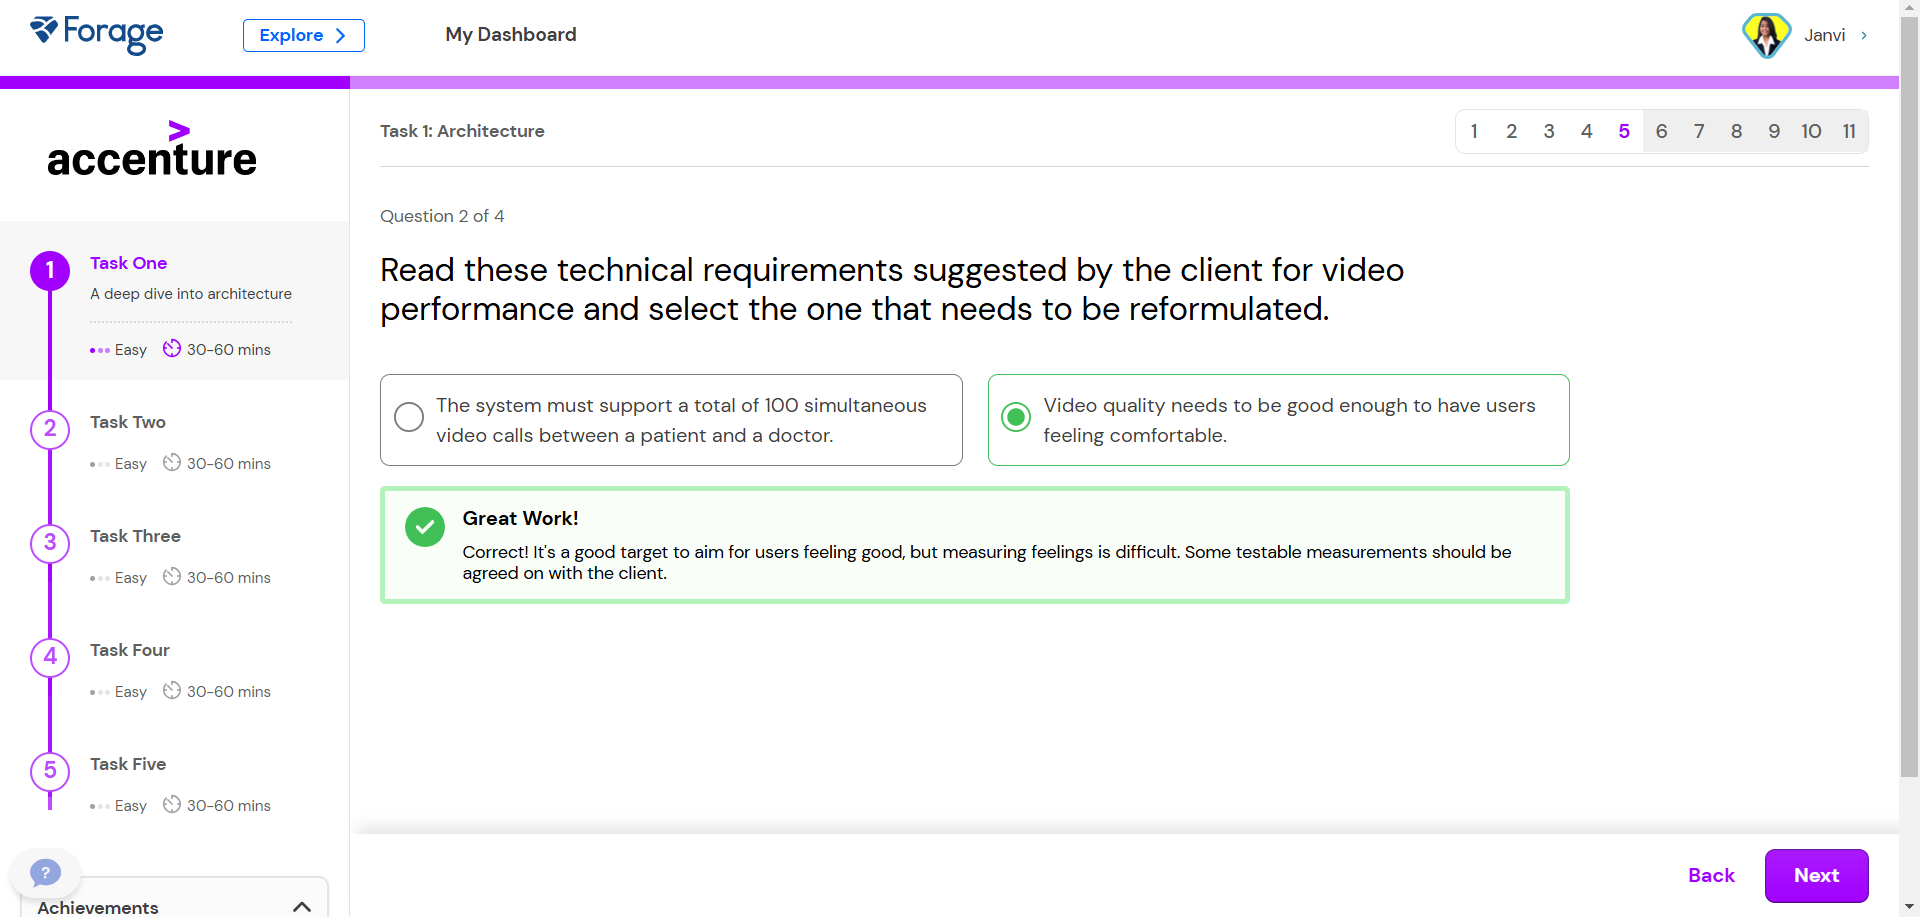 Forage
Explore
My Dashboard
Janvi
accenture
Task 1: Architecture
1 2 3 4 5 6 7 8 9 10 11
Task One
A deep dive into architecture
Easy 30-60 mins
Task Two
Easy 30-60 mins
Task Three
Easy 30-60 mins
Task Four
Easy 30-60 mins
Task Five
Easy 30-60 mins
1
2
3
4
5
?
Achievements
Question 2 of 4
Read these technical requirements suggested by the client for video
performance and select the one that needs to be reformulated.
The system must support a total of 100 simultaneous
video calls between a patient and a doctor.
Video quality needs to be good enough to have users
feeling comfortable.
Great Work!
Correct! It's a good target to aim for users feeling good, but measuring feelings is difficult. Some testable measurements should be
agreed on with the client.
Back
Next